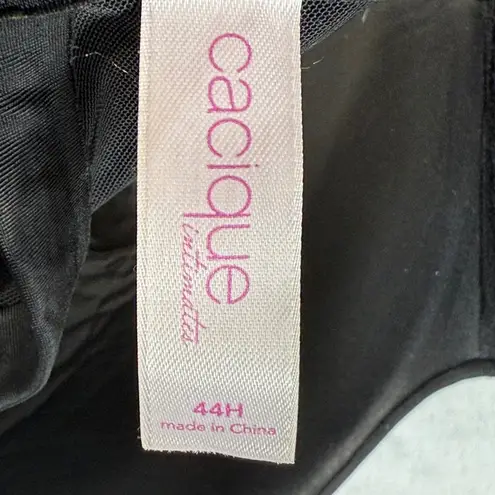 cacique
intimates
44H
made in China